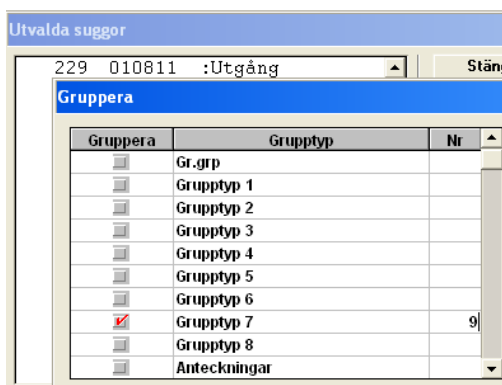 Utvalda suggor
229 010811 :Utgång
Stäng
Gruppera
Gruppera Grupptyp Nr
Gr.grp
Grupptyp 1
Grupptyp 2
Grupptyp 3
Grupptyp 4
Grupptyp 5
Grupptyp 6
Grupptyp 7 9
Grupptyp 8
Anteckningar